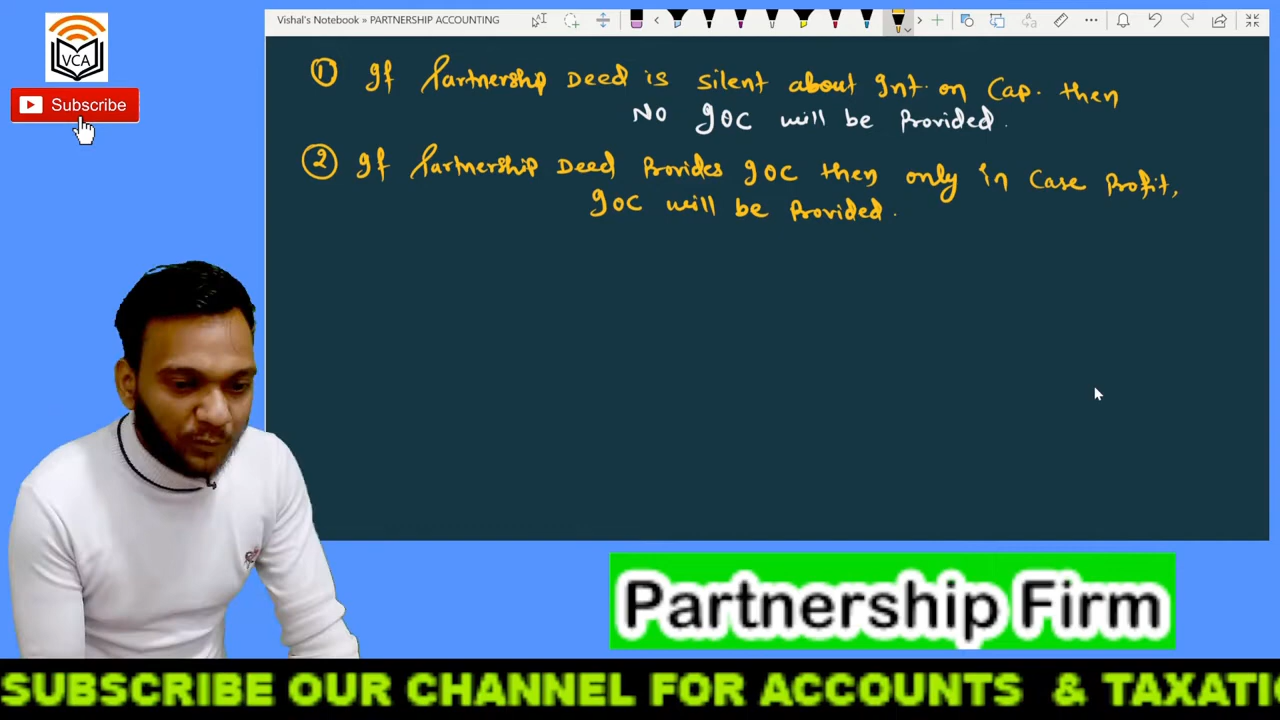 Vishal's Notebook » PARTNERSHIP ACCOUNTING
VCA
Subscribe
① If Partnership Deed is silent about Int. on Cap. then
NO IOC will be Provided.
② If Partnership Deed Provides IOC then only in Case Profit,
IOC will be Provided.
Partnership Firm
SUBSCRIBE OUR CHANNEL FOR ACCOUNTS & TAXATI